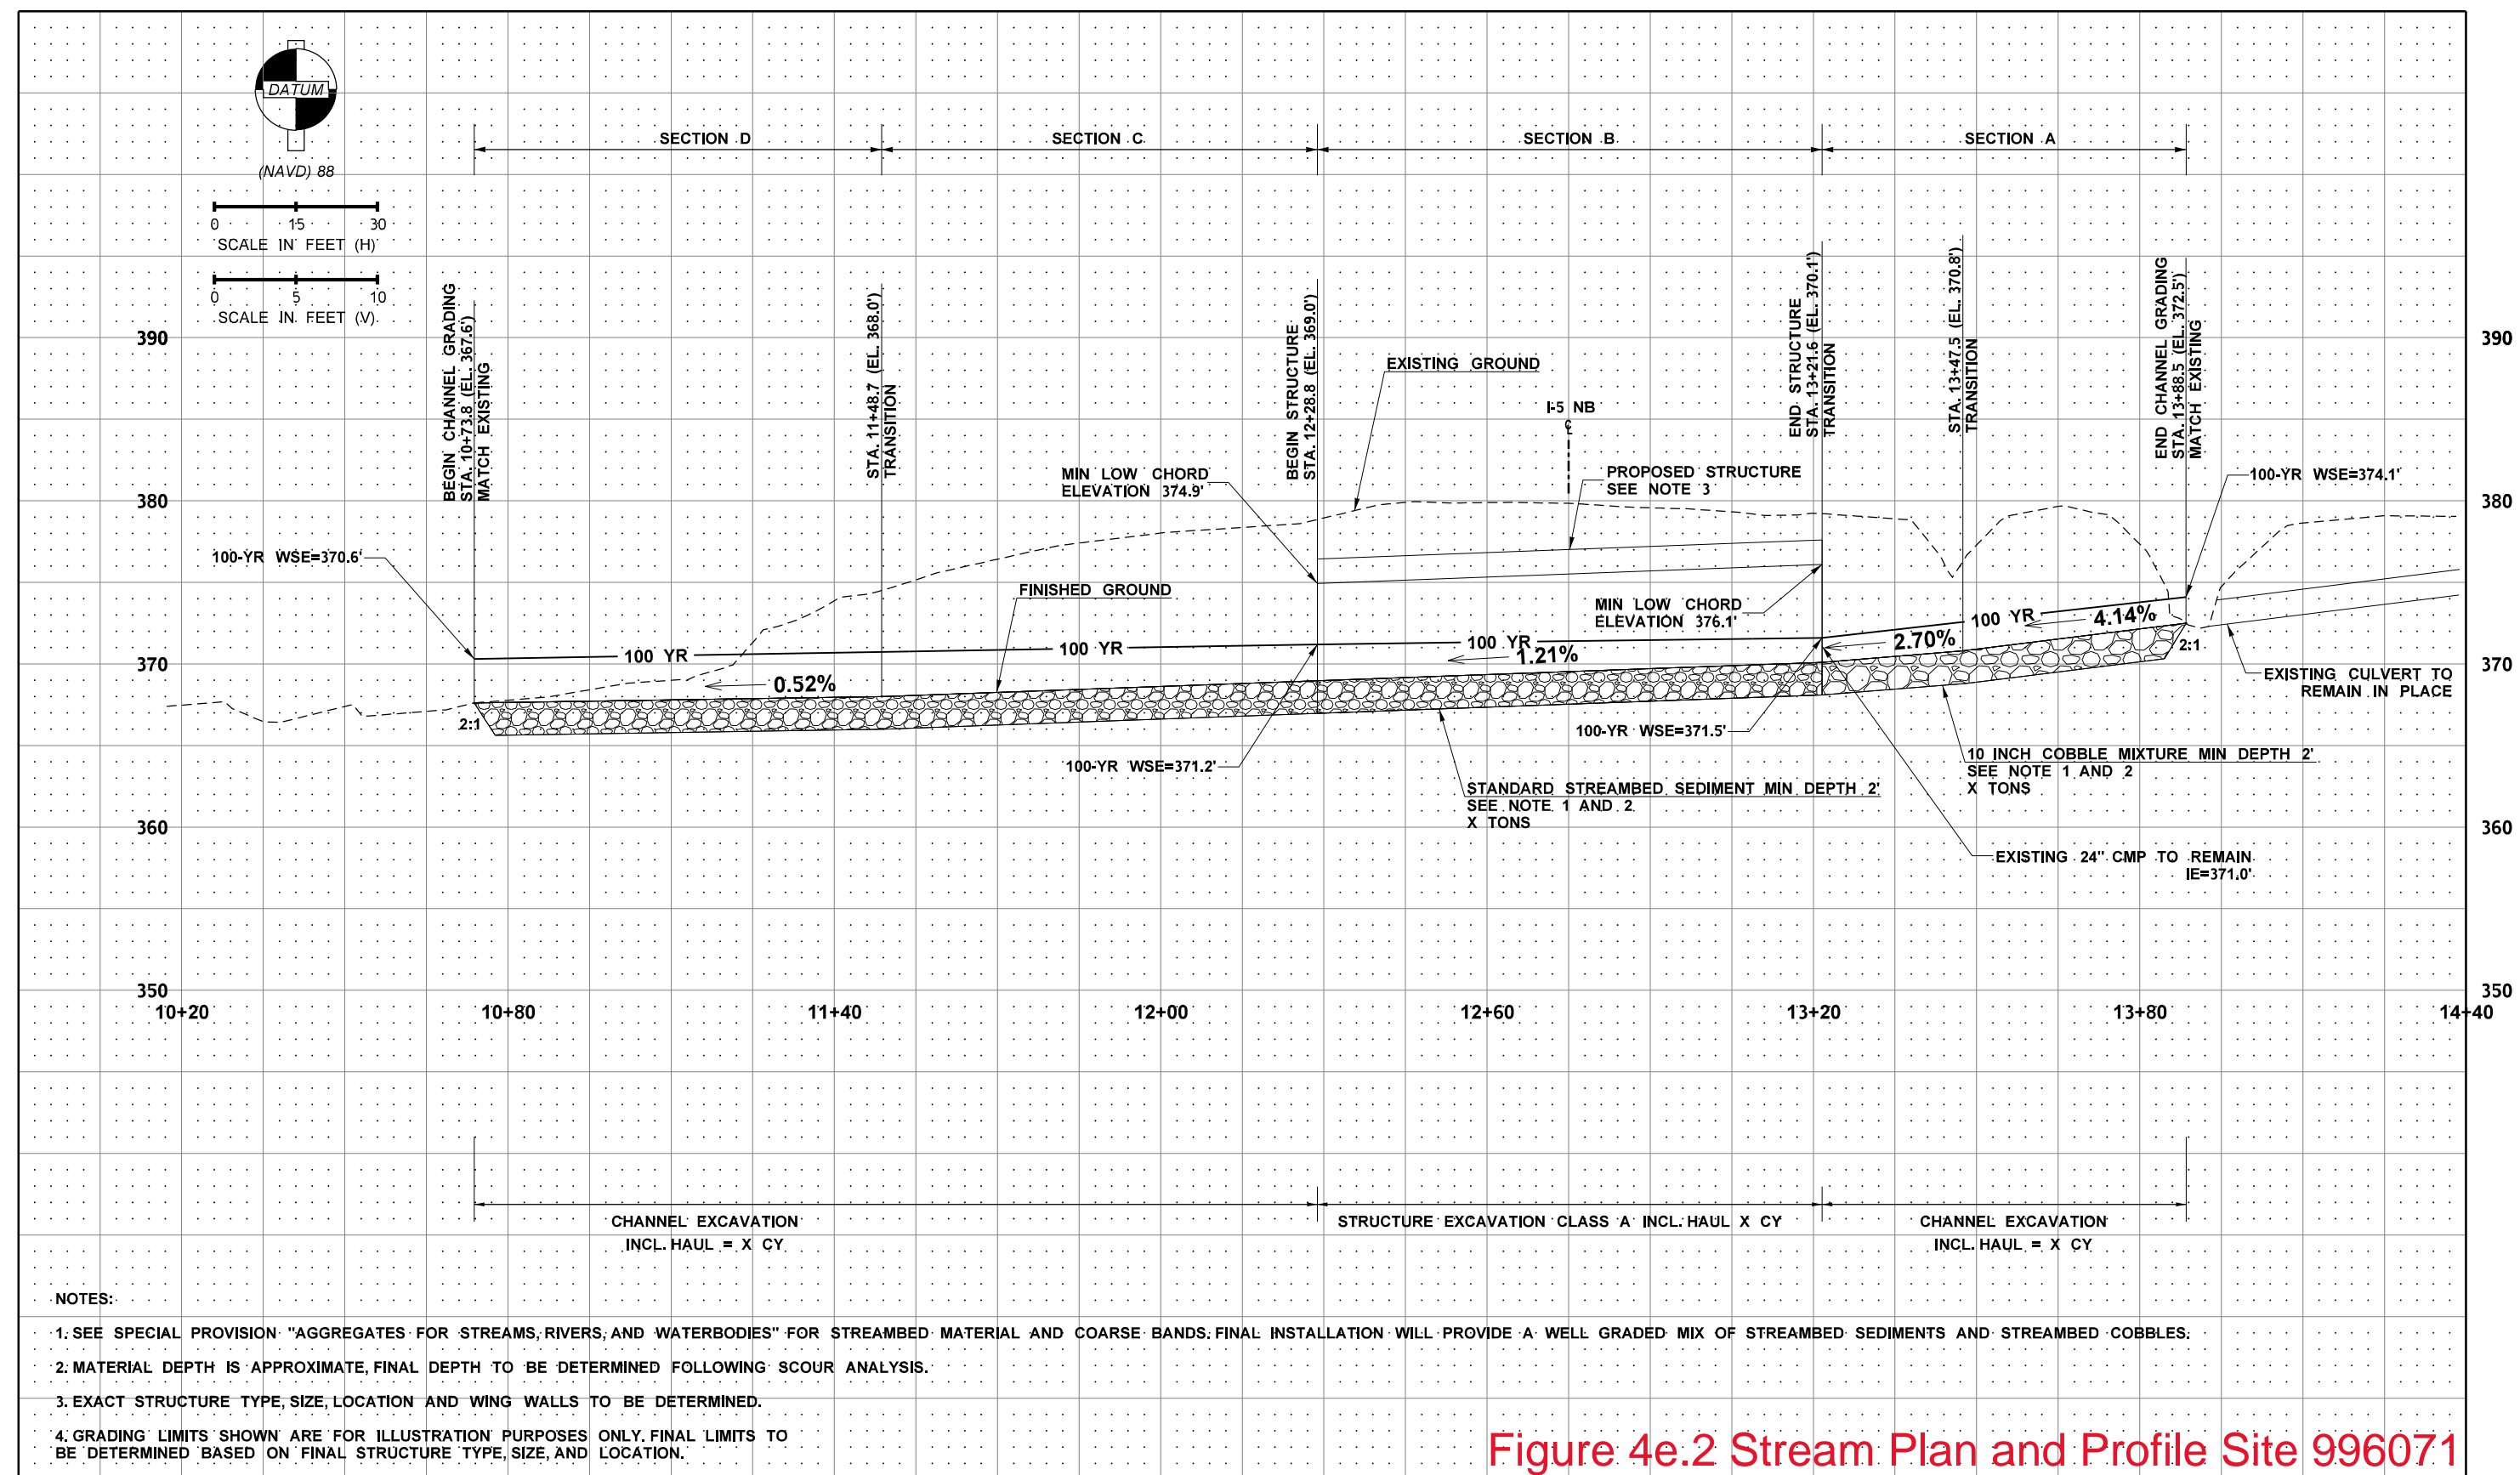 DATUM
(NAVD) 88
0 15 30
SCALE IN FEET (H)
0 5 10
SCALE IN FEET (V)
SECTION D
SECTION C
SECTION B
SECTION A
BEGIN CHANNEL GRADING
STA. 10+73.8 (EL. 367.6')
MATCH EXISTING
STA. 11+48.7 (EL. 368.0')
TRANSITION
BEGIN STRUCTURE
STA. 12+28.8 (EL. 369.0')
END STRUCTURE
STA. 13+21.6 (EL. 370.1')
TRANSITION
STA. 13+47.5 (EL. 370.8')
TRANSITION
END CHANNEL GRADING
STA. 13+88.5 (EL. 372.5')
MATCH EXISTING
390
390
EXISTING GROUND
I-5 NB
MIN LOW CHORD
ELEVATION 374.9'
PROPOSED STRUCTURE
SEE NOTE 3
100-YR WSE=374.1'
380
380
100-YR WSE=370.6'
FINISHED GROUND
MIN LOW CHORD
ELEVATION 376.1'
100 YR
100 YR
100 YR
100 YR
0.52%
1.21%
2.70%
4.14%
370
370
2:1
2:1
EXISTING CULVERT TO
REMAIN IN PLACE
100-YR WSE=371.2'
100-YR WSE=371.5'
10 INCH COBBLE MIXTURE MIN DEPTH 2'
SEE NOTE 1 AND 2
X TONS
STANDARD STREAMBED SEDIMENT MIN DEPTH 2'
SEE NOTE 1 AND 2
X TONS
360
360
EXISTING 24" CMP TO REMAIN
IE=371.0'
350
350
10+20 10+80 11+40 12+00 12+60 13+20 13+80 14+40
CHANNEL EXCAVATION
INCL. HAUL = X CY
STRUCTURE EXCAVATION CLASS A INCL. HAUL X CY
CHANNEL EXCAVATION
INCL. HAUL = X CY
NOTES:
1. SEE SPECIAL PROVISION "AGGREGATES FOR STREAMS, RIVERS, AND WATERBODIES" FOR STREAMBED MATERIAL AND COARSE BANDS. FINAL INSTALLATION WILL PROVIDE A WELL GRADED MIX OF STREAMBED SEDIMENTS AND STREAMBED COBBLES.
2. MATERIAL DEPTH IS APPROXIMATE, FINAL DEPTH TO BE DETERMINED FOLLOWING SCOUR ANALYSIS.
3. EXACT STRUCTURE TYPE, SIZE, LOCATION AND WING WALLS TO BE DETERMINED.
4. GRADING LIMITS SHOWN ARE FOR ILLUSTRATION PURPOSES ONLY. FINAL LIMITS TO
BE DETERMINED BASED ON FINAL STRUCTURE TYPE, SIZE, AND LOCATION.
Figure 4e.2 Stream Plan and Profile Site 996071